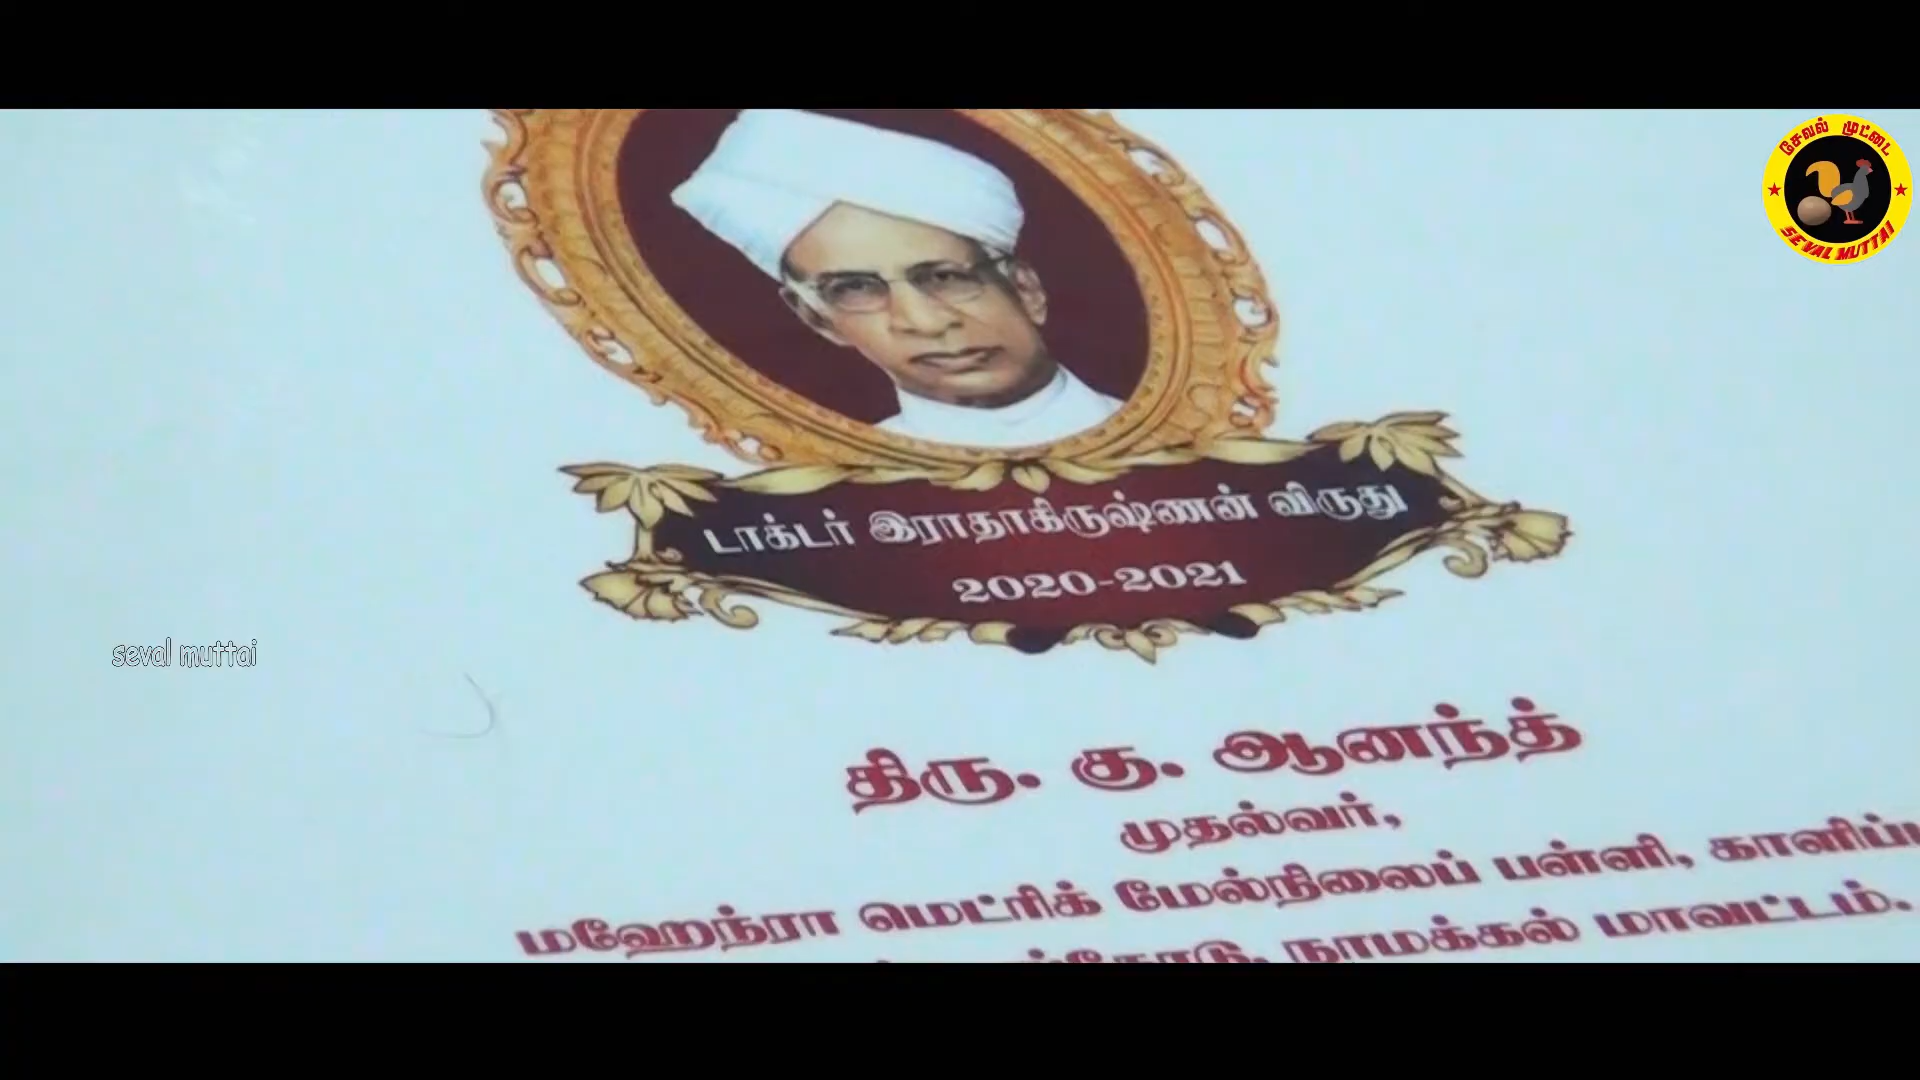 சேவல் முட்டை
SEVAL MUTTAI
டாக்டர் இராதாகிருஷ்ணன் விருது
2020-2021
seval muttai
திரு. கு. ஆனந்த்
முதல்வர்,
மஹேந்ரா மெட்ரிக் மேல்நிலைப் பள்ளி,
நாமக்கல் மாவட்டம்.